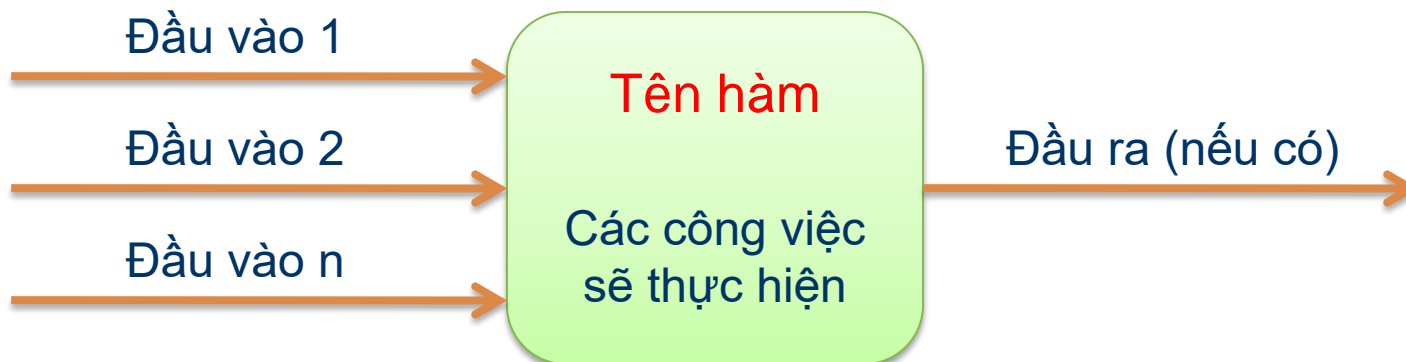 Đầu vào 1
Đầu vào 2
Đầu vào n
Tên hàm
Các công việc
sẽ thực hiện
Đầu ra (nếu có)